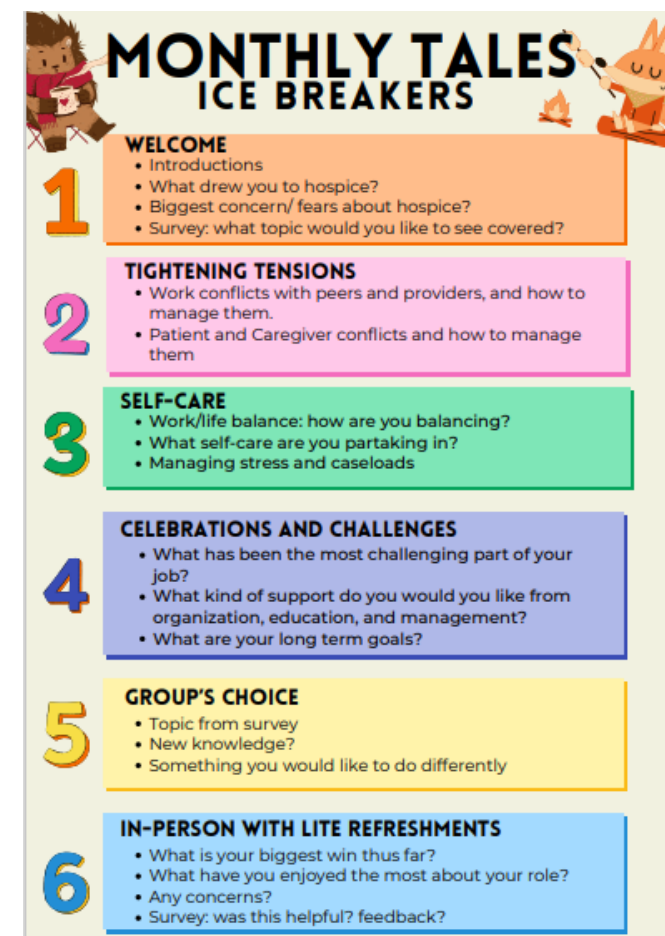 MONTHLY TALES
ICE BREAKERS
1
WELCOME
• Introductions
• What drew you to hospice?
• Biggest concern/ fears about hospice?
• Survey: what topic would you like to see covered?
2
TIGHTENING TENSIONS
• Work conflicts with peers and providers, and how to
manage them.
• Patient and Caregiver conflicts and how to manage
them
3
SELF-CARE
• Work/life balance: how are you balancing?
• What self-care are you partaking in?
• Managing stress and caseloads
4
CELEBRATIONS AND CHALLENGES
• What has been the most challenging part of your
job?
• What kind of support do you would you like from
organization, education, and management?
• What are your long term goals?
5
GROUP'S CHOICE
• Topic from survey
• New knowledge?
• Something you would like to do differently
6
IN-PERSON WITH LITE REFRESHMENTS
• What is your biggest win thus far?
• What have you enjoyed the most about your role?
• Any concerns?
• Survey: was this helpful? feedback?